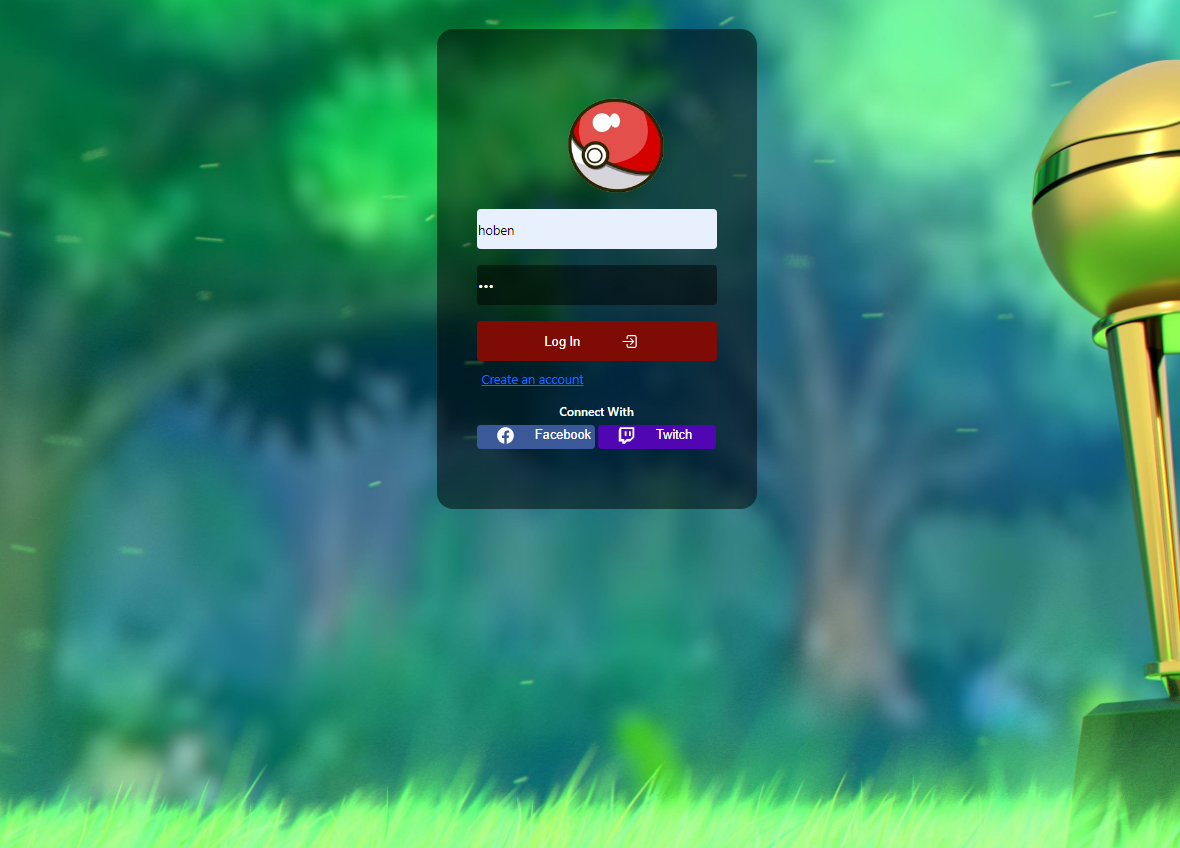 hoben
•••
Log In
Create an account
Connect With
Facebook Twitch